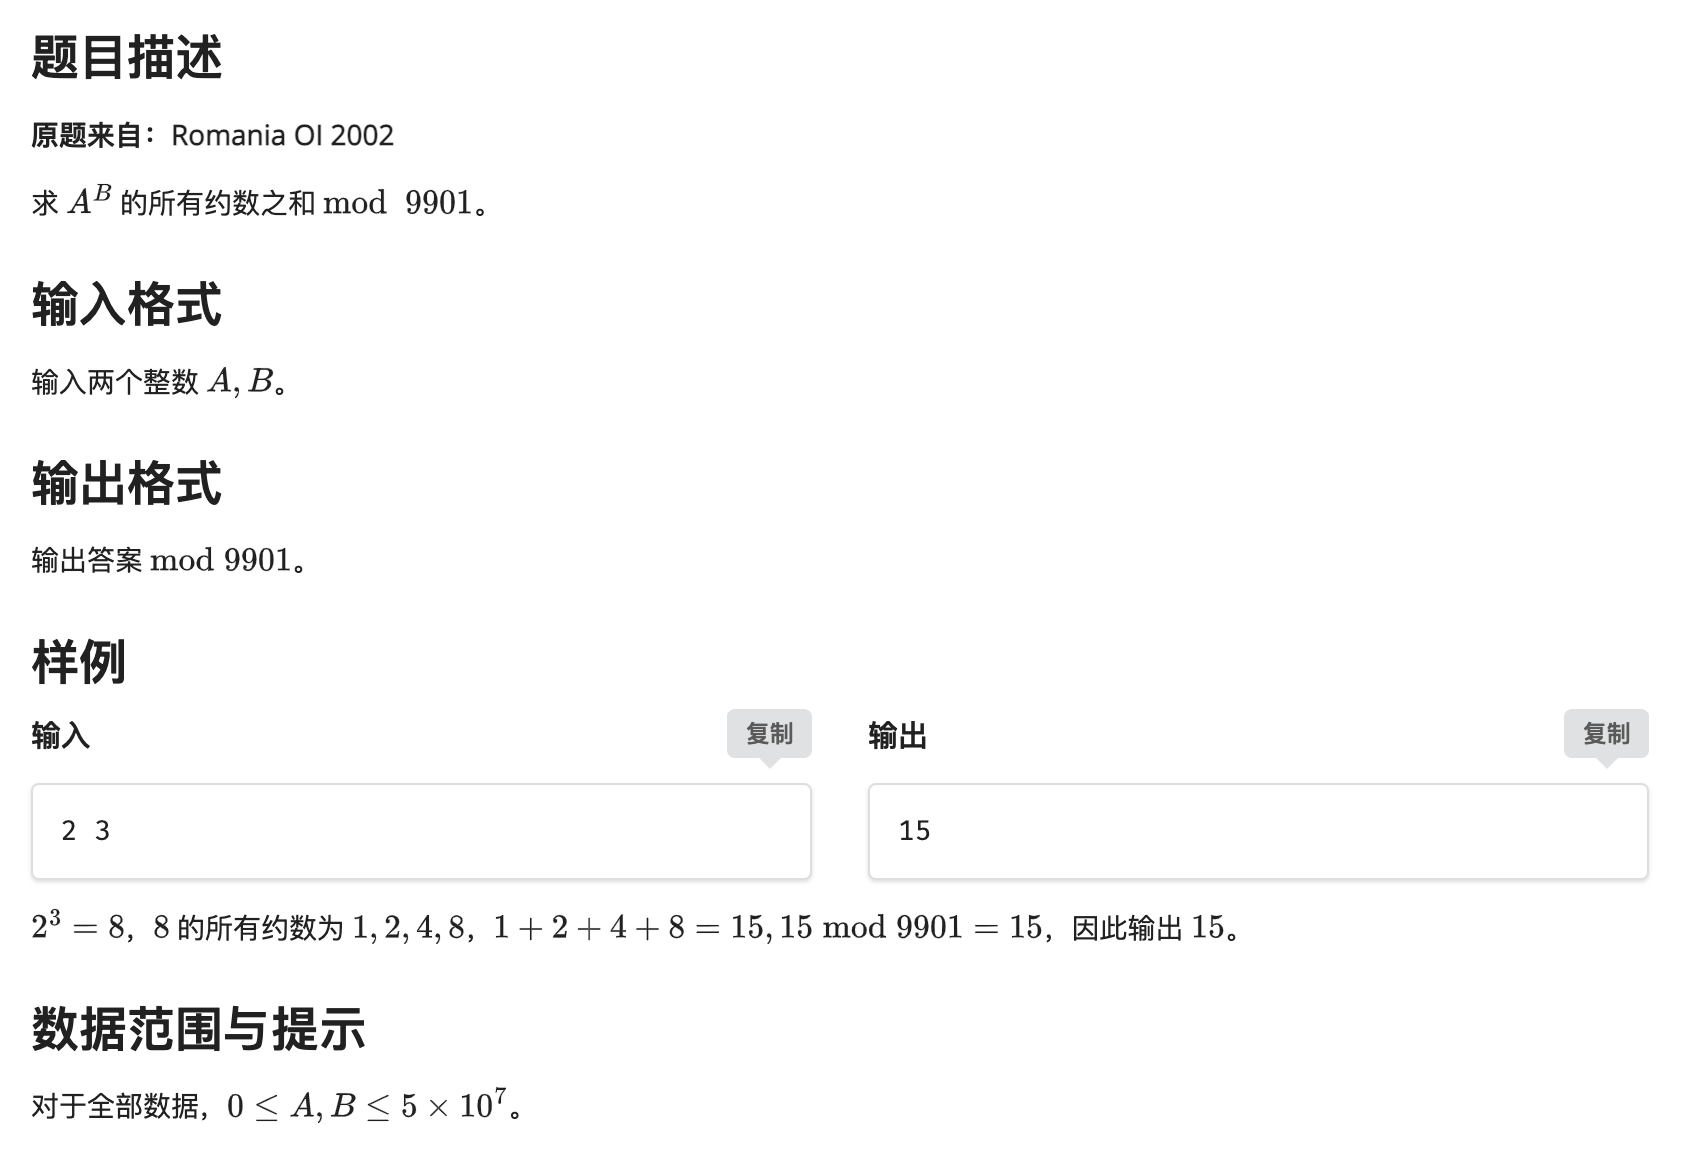 题目描述
原题来自：Romania OI 2002
求 $A^B$ 的所有约数之和 mod 9901。
输入格式
输入两个整数 $A, B$。
输出格式
输出答案 mod 9901。
样例
输入 复制 输出 复制
2 3 15
$2^3 = 8$，8 的所有约数为 $1, 2, 4, 8$，$1 + 2 + 4 + 8 = 15, 15 \bmod 9901 = 15$，因此输出 15。
数据范围与提示
对于全部数据，$0 \leq A, B \leq 5 \times 10^7$。